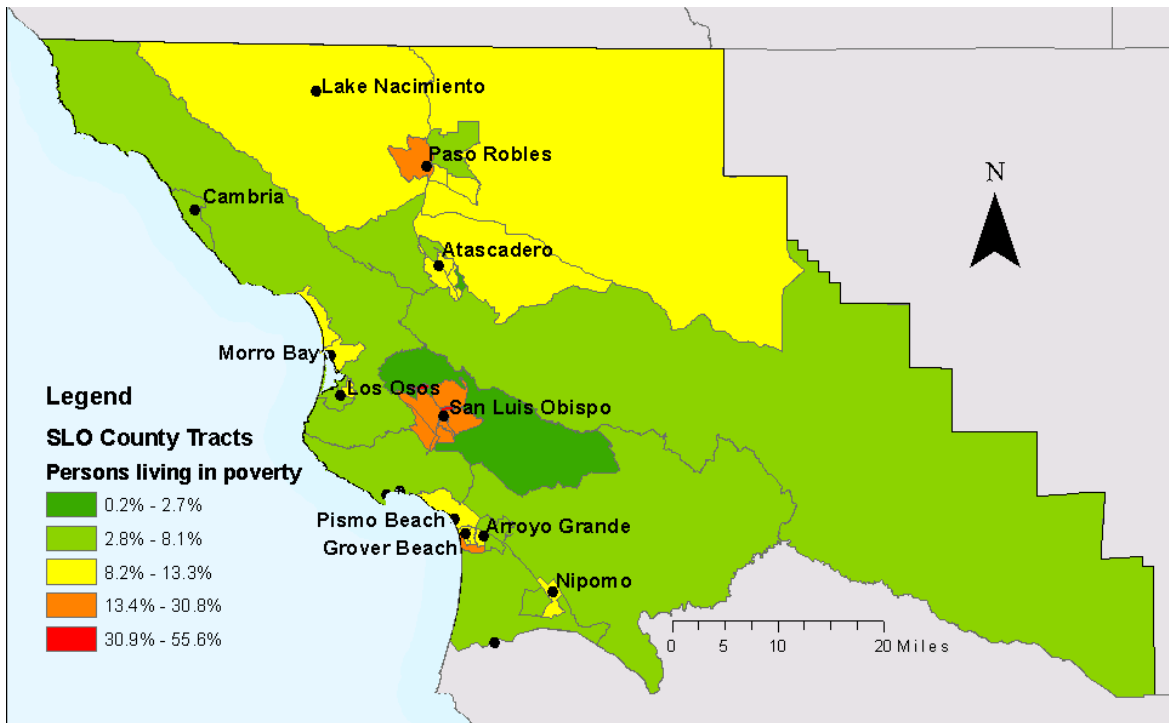 Lake Nacimiento
Paso Robles
N
Cambria
Atascadero
Morro Bay
Los Osos
San Luis Obispo
Legend
SLO County Tracts
Persons living in poverty
0.2% - 2.7%
2.8% - 8.1%
8.2% - 13.3%
13.4% - 30.8%
30.9% - 55.6%
Pismo Beach
Arroyo Grande
Grover Beach
Nipomo
0 5 10 20 Miles